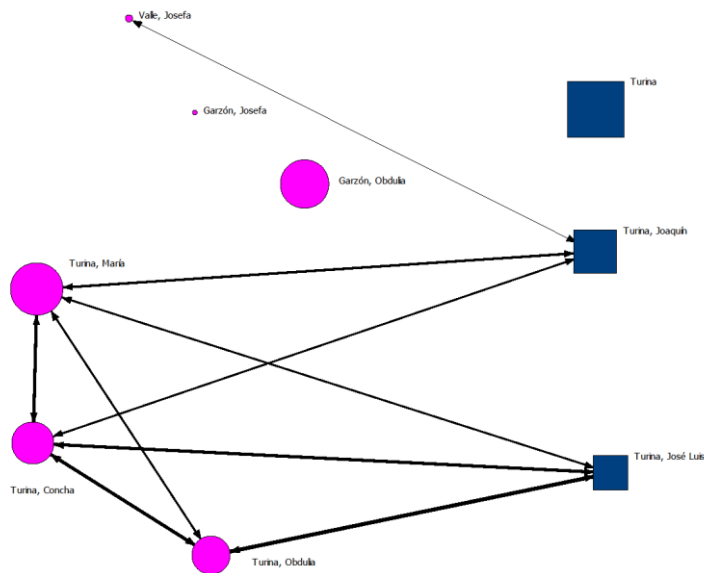 Valle, Josefa
Turina
Garzón, Josefa
Garzón, Obdulia
Turina, Joaquín
Turina, María
Turina, José Luis
Turina, Concha
Turina, Obdulia